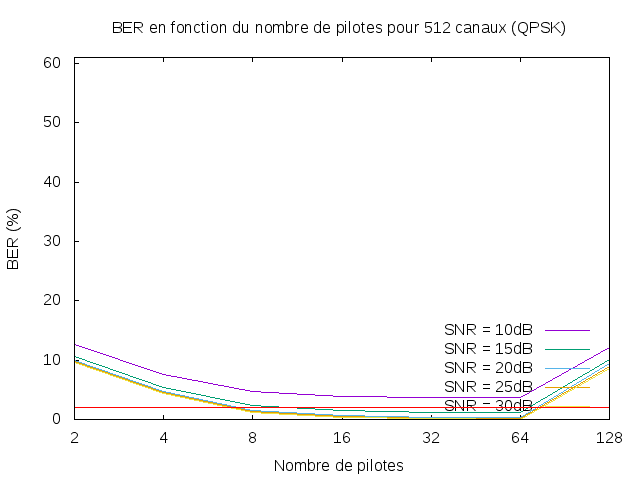 BER en fonction du nombre de pilotes pour 512 canaux (QPSK)
60
50
40
30
20
10
0
BER (%)
SNR = 10dB
SNR = 15dB
SNR = 20dB
SNR = 25dB
SNR = 30dB
2 4 8 16 32 64 128
Nombre de pilotes